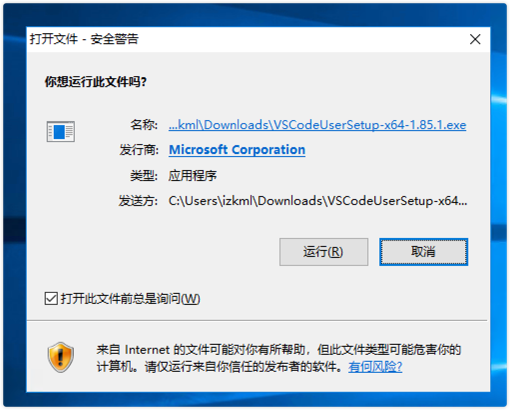 打开文件 - 安全警告
你想运行此文件吗?
名称: ...kml\Downloads\VSCodeUserSetup-x64-1.85.1.exe
发行商: Microsoft Corporation
类型: 应用程序
发送方: C:\Users\izkml\Downloads\VSCodeUserSetup-x64...
运行(R) 取消
打开此文件前总是询问(W)
来自 Internet 的文件可能对你有所帮助，但此文件类型可能危害你的
计算机。请仅运行来自你信任的发布者的软件。有何风险?